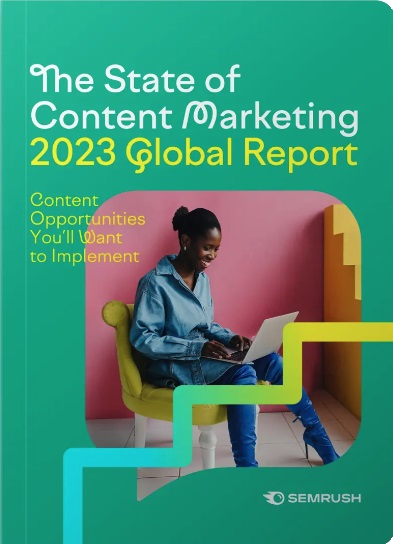 The State of
Content Marketing
2023 Global Report
Content
Opportunities
You'll Want
to Implement
SEMRUSH